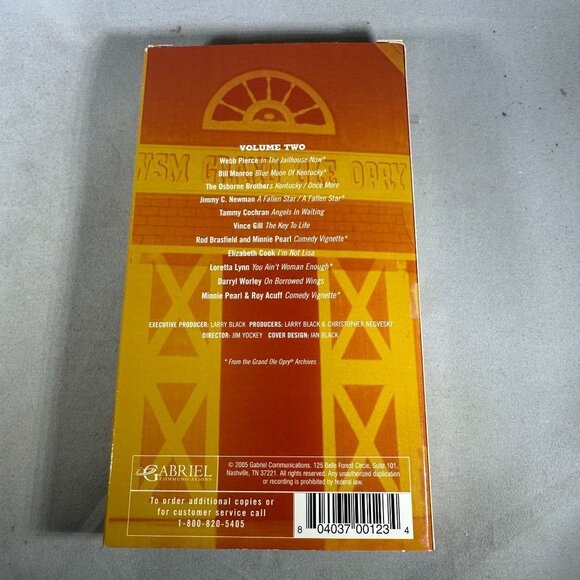 VOLUME TWO
WSM GRAND OLE OPRY
Webb Pierce In The Jailhouse Now*
Bill Monroe Blue Moon Of Kentucky*
The Osborne Brothers Kentucky / Once More
Jimmy C. Newman A Fallen Star / A Fallen Star*
Tammy Cochran Angels In Waiting
Vince Gill The Key To Life
Rod Brasfield and Minnie Pearl Comedy Vignette*
Elizabeth Cook I'm Not Lisa
Loretta Lynn You Ain't Woman Enough*
Darryl Worley On Borrowed Wings
Minnie Pearl & Roy Acuff Comedy Vignette*
EXECUTIVE PRODUCER: LARRY BLACK PRODUCERS: LARRY BLACK & CHRISTOPHER NEGVESKY
DIRECTOR: JIM YOCKEY COVER DESIGN: IAN BLACK
* From the Grand Ole Opry® Archives
GABRIEL
COMMUNICATIONS
© 2005 Gabriel Communications. 125 Belle Forest Circle, Suite 101,
Nashville, TN 37221. All rights reserved. Any unauthorized duplication
or recording is prohibited by federal law.
To order additional copies or
for customer service call
1-800-820-5405
8 04037 00123 4